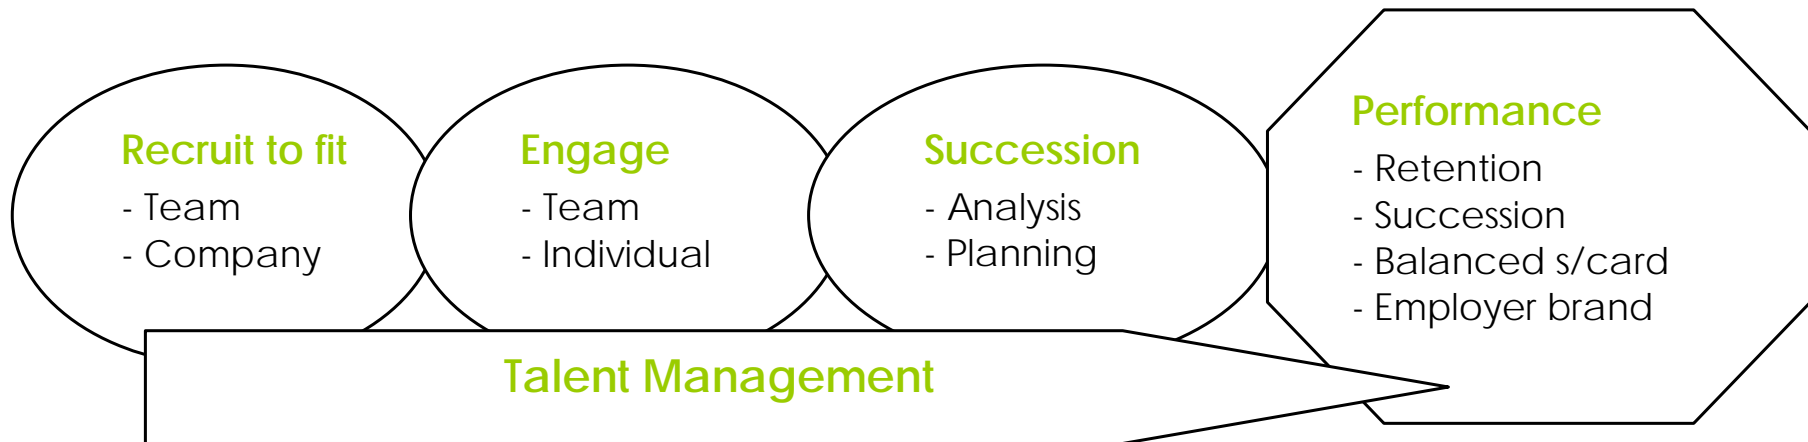 Recruit to fit
- Team
- Company
Engage
- Team
- Individual
Succession
- Analysis
- Planning
Performance
- Retention
- Succession
- Balanced s/card
- Employer brand
Talent Management